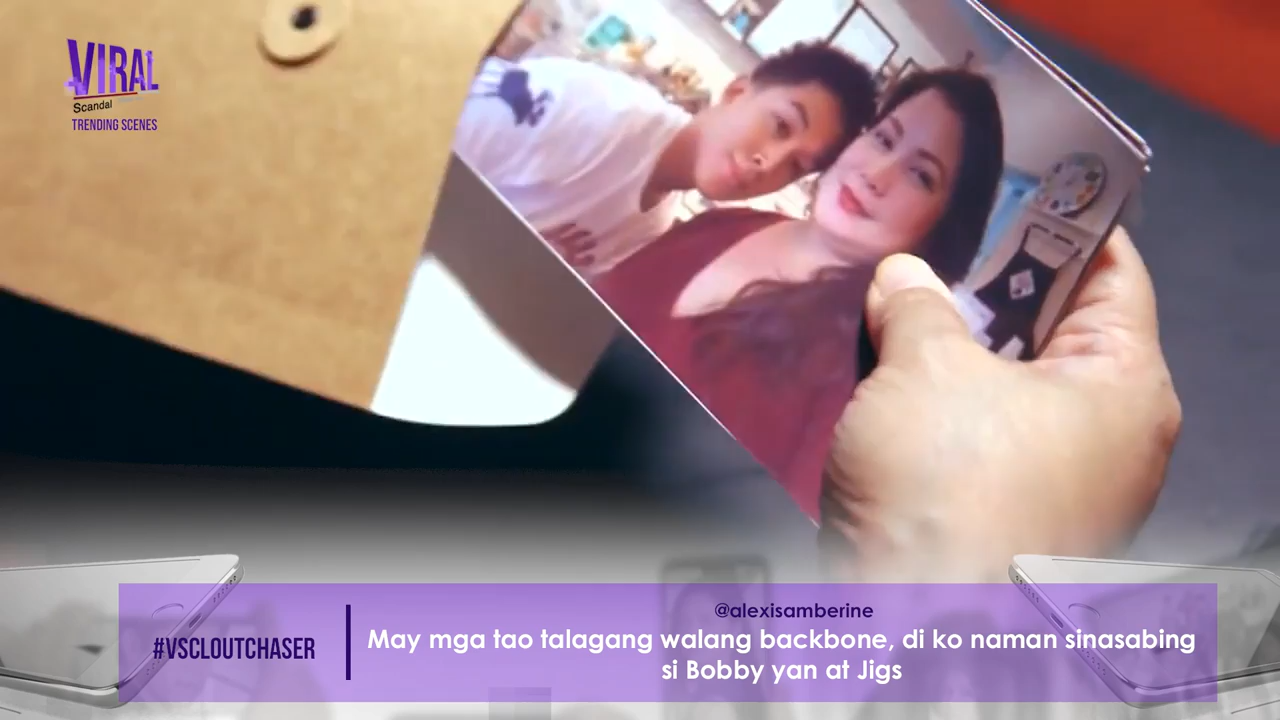 VIRAL
Scandal
TRENDING SCENES
@alexisamberine
#VSCLOUTCHASER
May mga tao talagang walang backbone, di ko naman sinasabing
si Bobby yan at Jigs